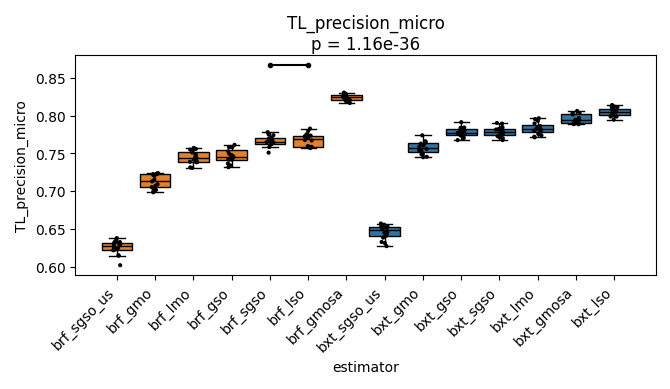 TL_precision_micro
p = 1.16e-36
TL_precision_micro
0.85
0.80
0.75
0.70
0.65
0.60
brf_sgso_us
brf_gmo
brf_lmo
brf_gso
brf_sgso
brf_lso
brf_gmosa
bxt_sgso_us
bxt_gmo
bxt_gso
bxt_sgso
bxt_lmo
bxt_gmosa
bxt_lso
estimator